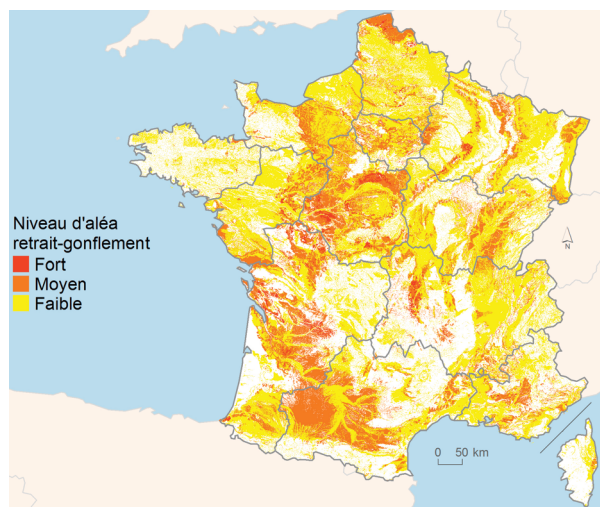 Niveau d'aléa
retrait-gonflement
Fort
Moyen
Faible
N
0 50 km